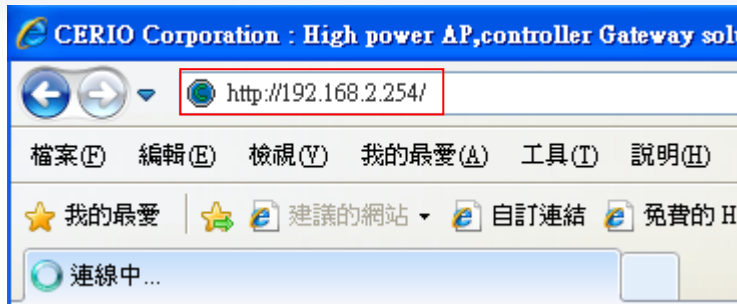 CERIO Corporation : High power AP,controller Gateway sol
http://192.168.2.254/
檔案(F) 編輯(E) 檢視(V) 我的最愛(A) 工具(T) 說明(H)
我的最愛 建議的網站 自訂連結 免費的 H
連線中...